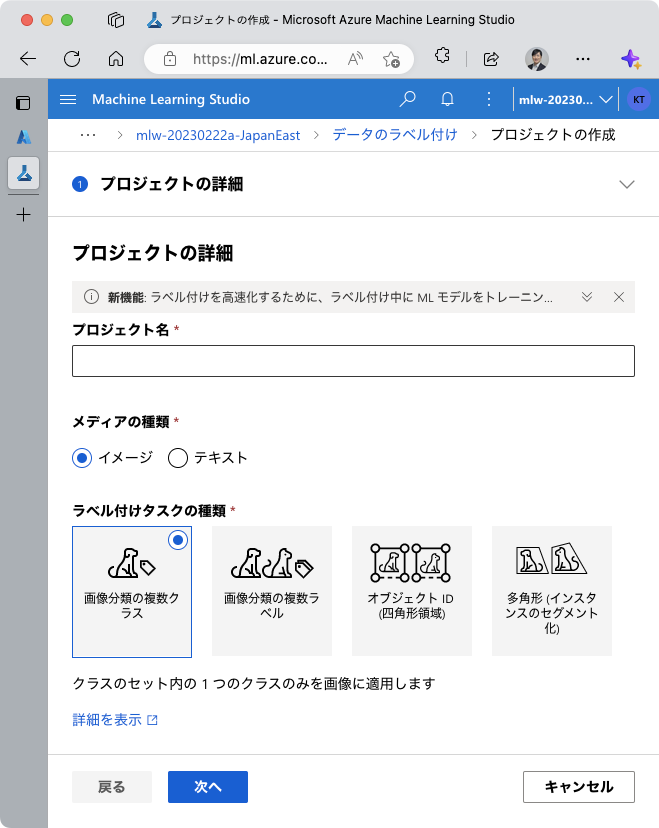 プロジェクトの作成 - Microsoft Azure Machine Learning Studio
https://ml.azure.co...
Machine Learning Studio
mlw-20230...
KT
... > mlw-20230222a-JapanEast > データのラベル付け > プロジェクトの作成
1 プロジェクトの詳細
プロジェクトの詳細
新機能: ラベル付けを高速化するために、ラベル付け中に ML モデルをトレーニン...
プロジェクト名 *
メディアの種類 *
イメージ テキスト
ラベル付けタスクの種類 *
画像分類の複数ク
ラス
画像分類の複数ラ
ベル
オブジェクト ID
(四角形領域)
多角形 (インスタ
ンスのセグメント
化)
クラスのセット内の 1 つのクラスのみを画像に適用します
詳細を表示
戻る 次へ キャンセル